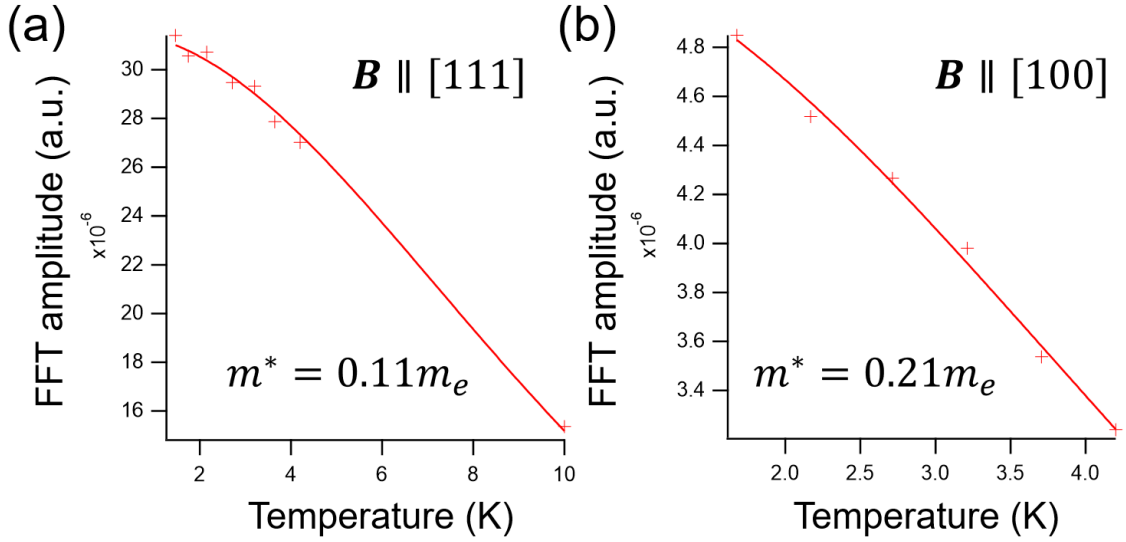 (a)
FFT amplitude (a.u.)
x10⁻⁶
30
28
26
24
22
20
18
16
B ∥ [111]
m* = 0.11mₑ
2
4
6
8
10
Temperature (K)
(b)
FFT amplitude (a.u.)
x10⁻⁶
4.8
4.6
4.4
4.2
4.0
3.8
3.6
3.4
B ∥ [100]
m* = 0.21mₑ
2.0
2.5
3.0
3.5
4.0
Temperature (K)